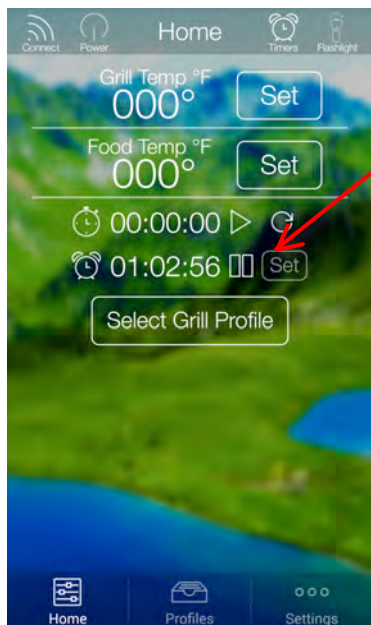 Connect Power Home Timers Flashlight
Grill Temp °F
000° Set
Food Temp °F
000° Set
00:00:00
01:02:56 Set
Select Grill Profile
Home Profiles Settings